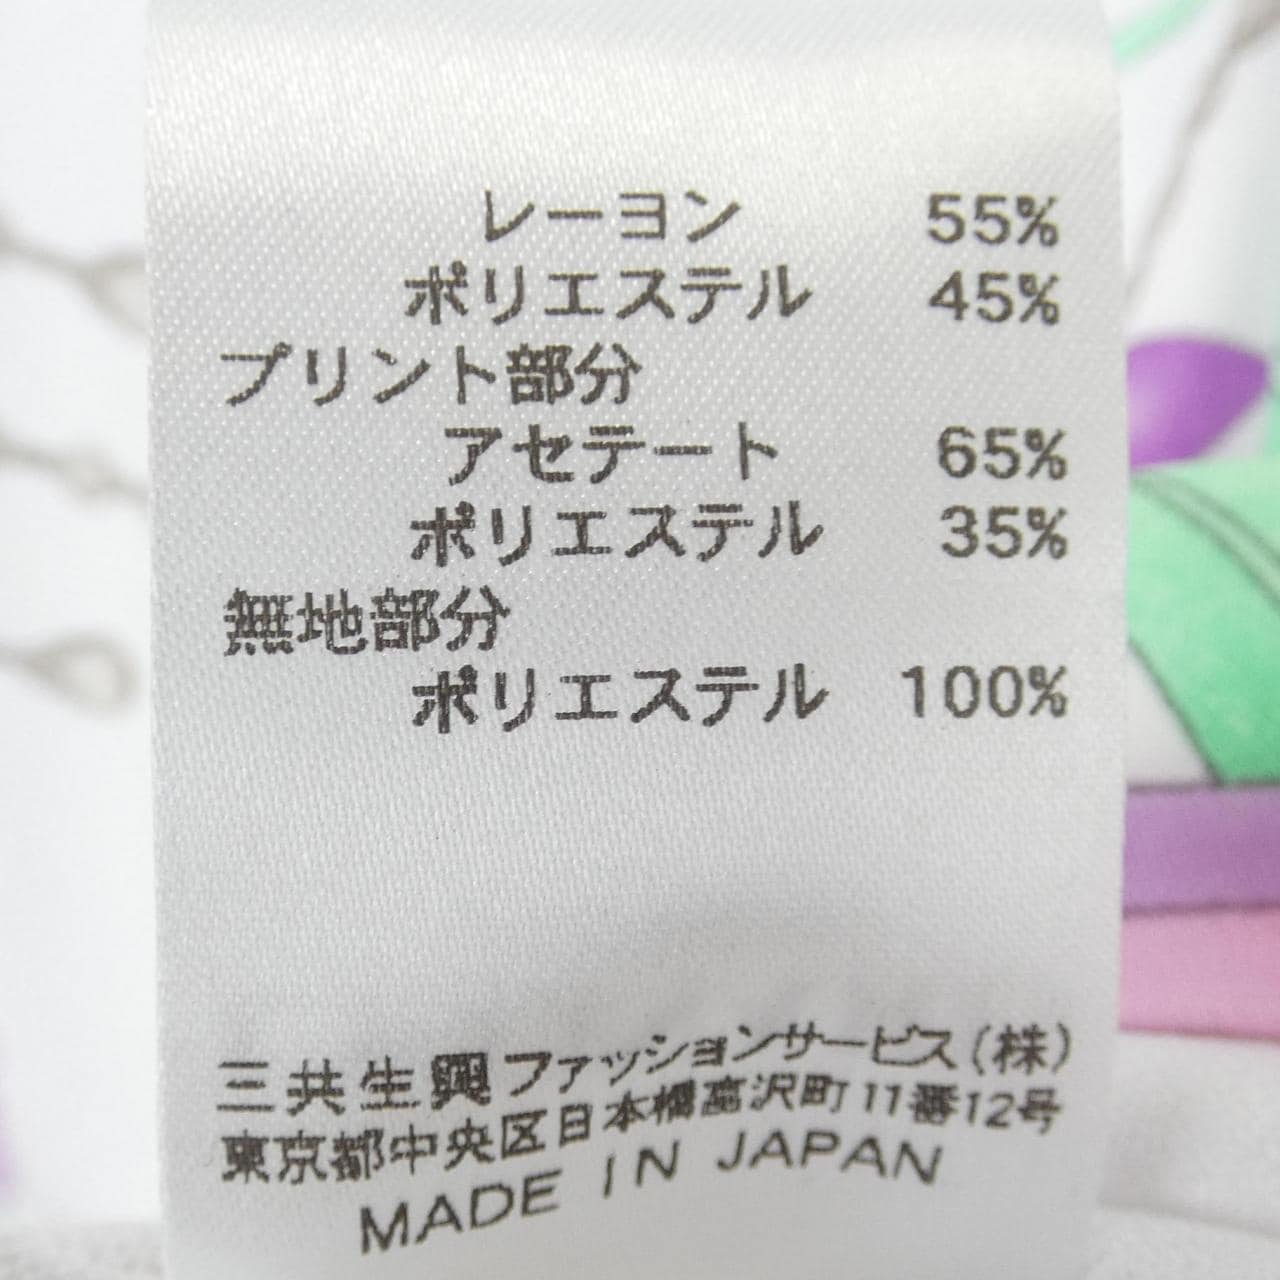 レーヨン 55%
ポリエステル 45%
プリント部分
アセテート 65%
ポリエステル 35%
無地部分
ポリエステル 100%
三共生興ファッションサービス(株)
東京都中央区日本橋富沢町11番12号
MADE IN JAPAN